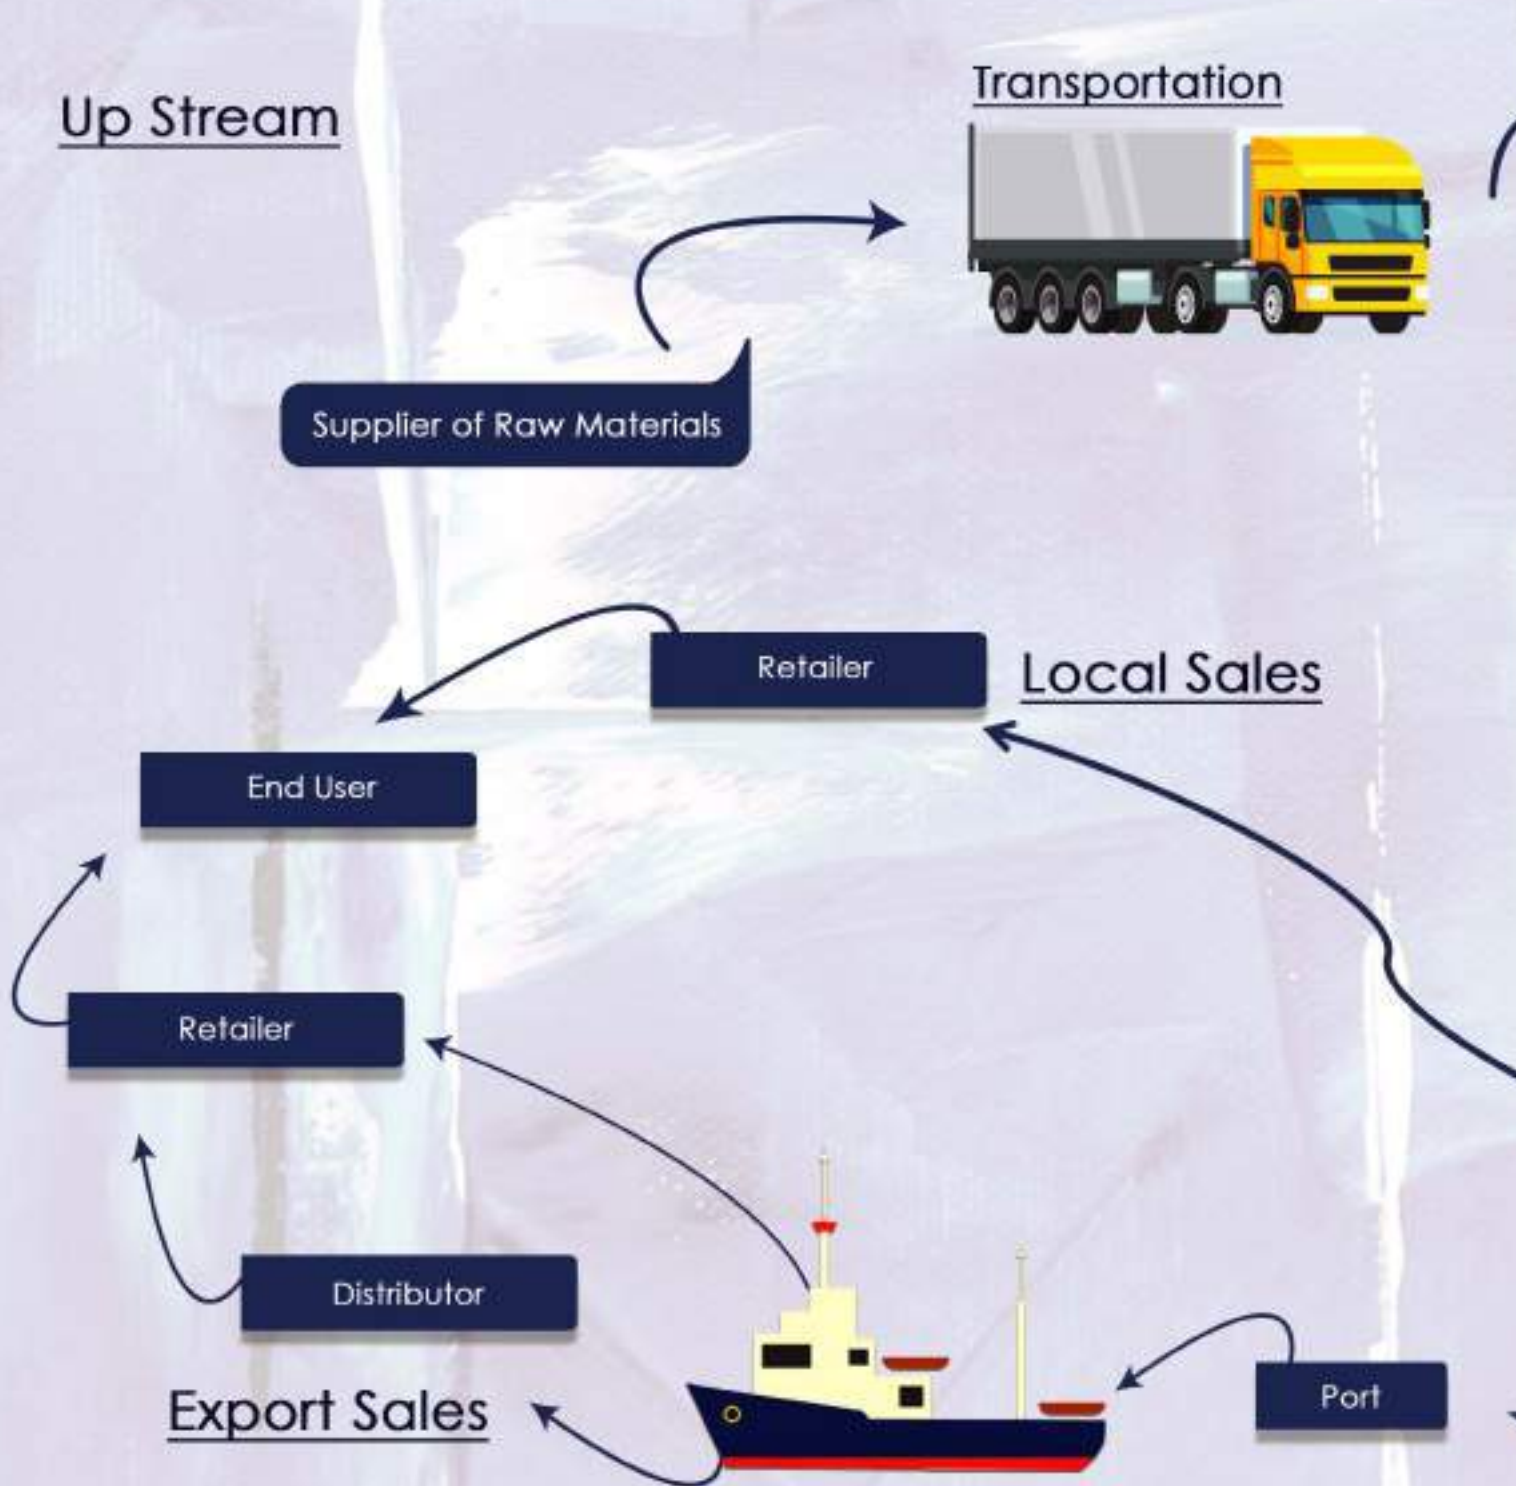 Up Stream
Transportation
Supplier of Raw Materials
Retailer
Local Sales
End User
Retailer
Distributor
Export Sales
Port